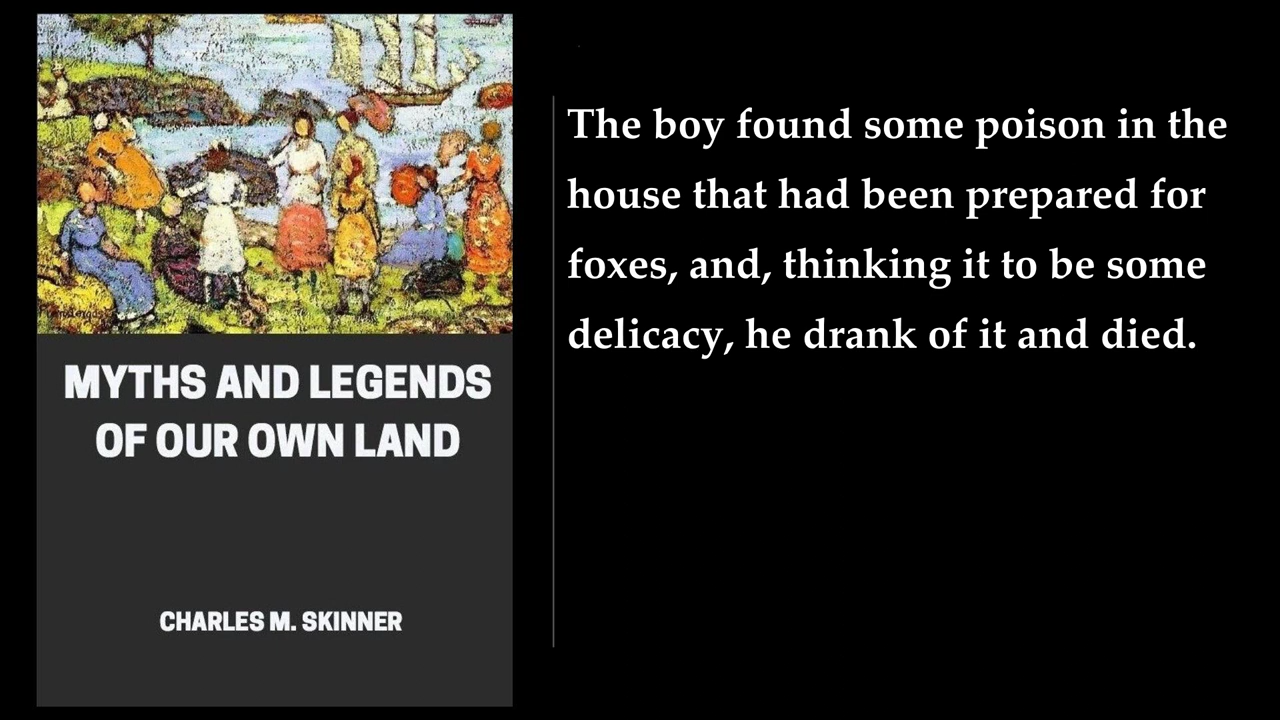 MYTHS AND LEGENDS
OF OUR OWN LAND
CHARLES M. SKINNER
The boy found some poison in the
house that had been prepared for
foxes, and, thinking it to be some
delicacy, he drank of it and died.